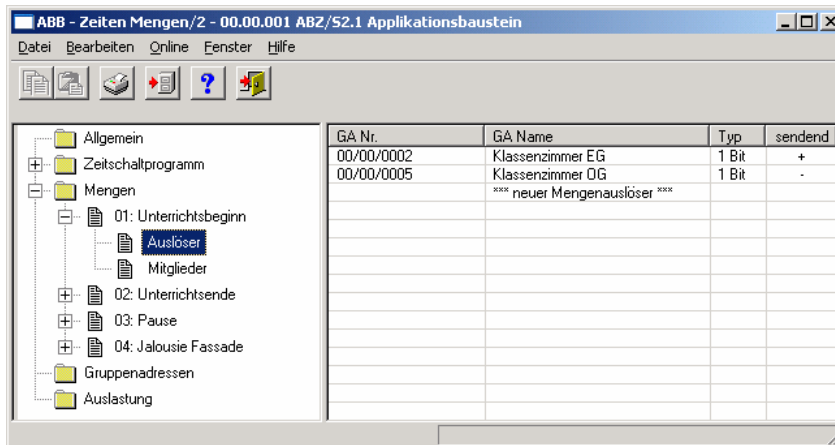 ABB - Zeiten Mengen/2 - 00.00.001 ABZ/S2.1 Applikationsbaustein
Datei Bearbeiten Online Fenster Hilfe
Allgemein
Zeitschaltprogramm
Mengen
01: Unterrichtsbeginn
Auslöser
Mitglieder
02: Unterrichtsende
03: Pause
04: Jalousie Fassade
Gruppenadressen
Auslastung
GA Nr. GA Name Typ sendend
00/00/0002 Klassenzimmer EG 1 Bit +
00/00/0005 Klassenzimmer OG 1 Bit -
*** neuer Mengenauslöser ***